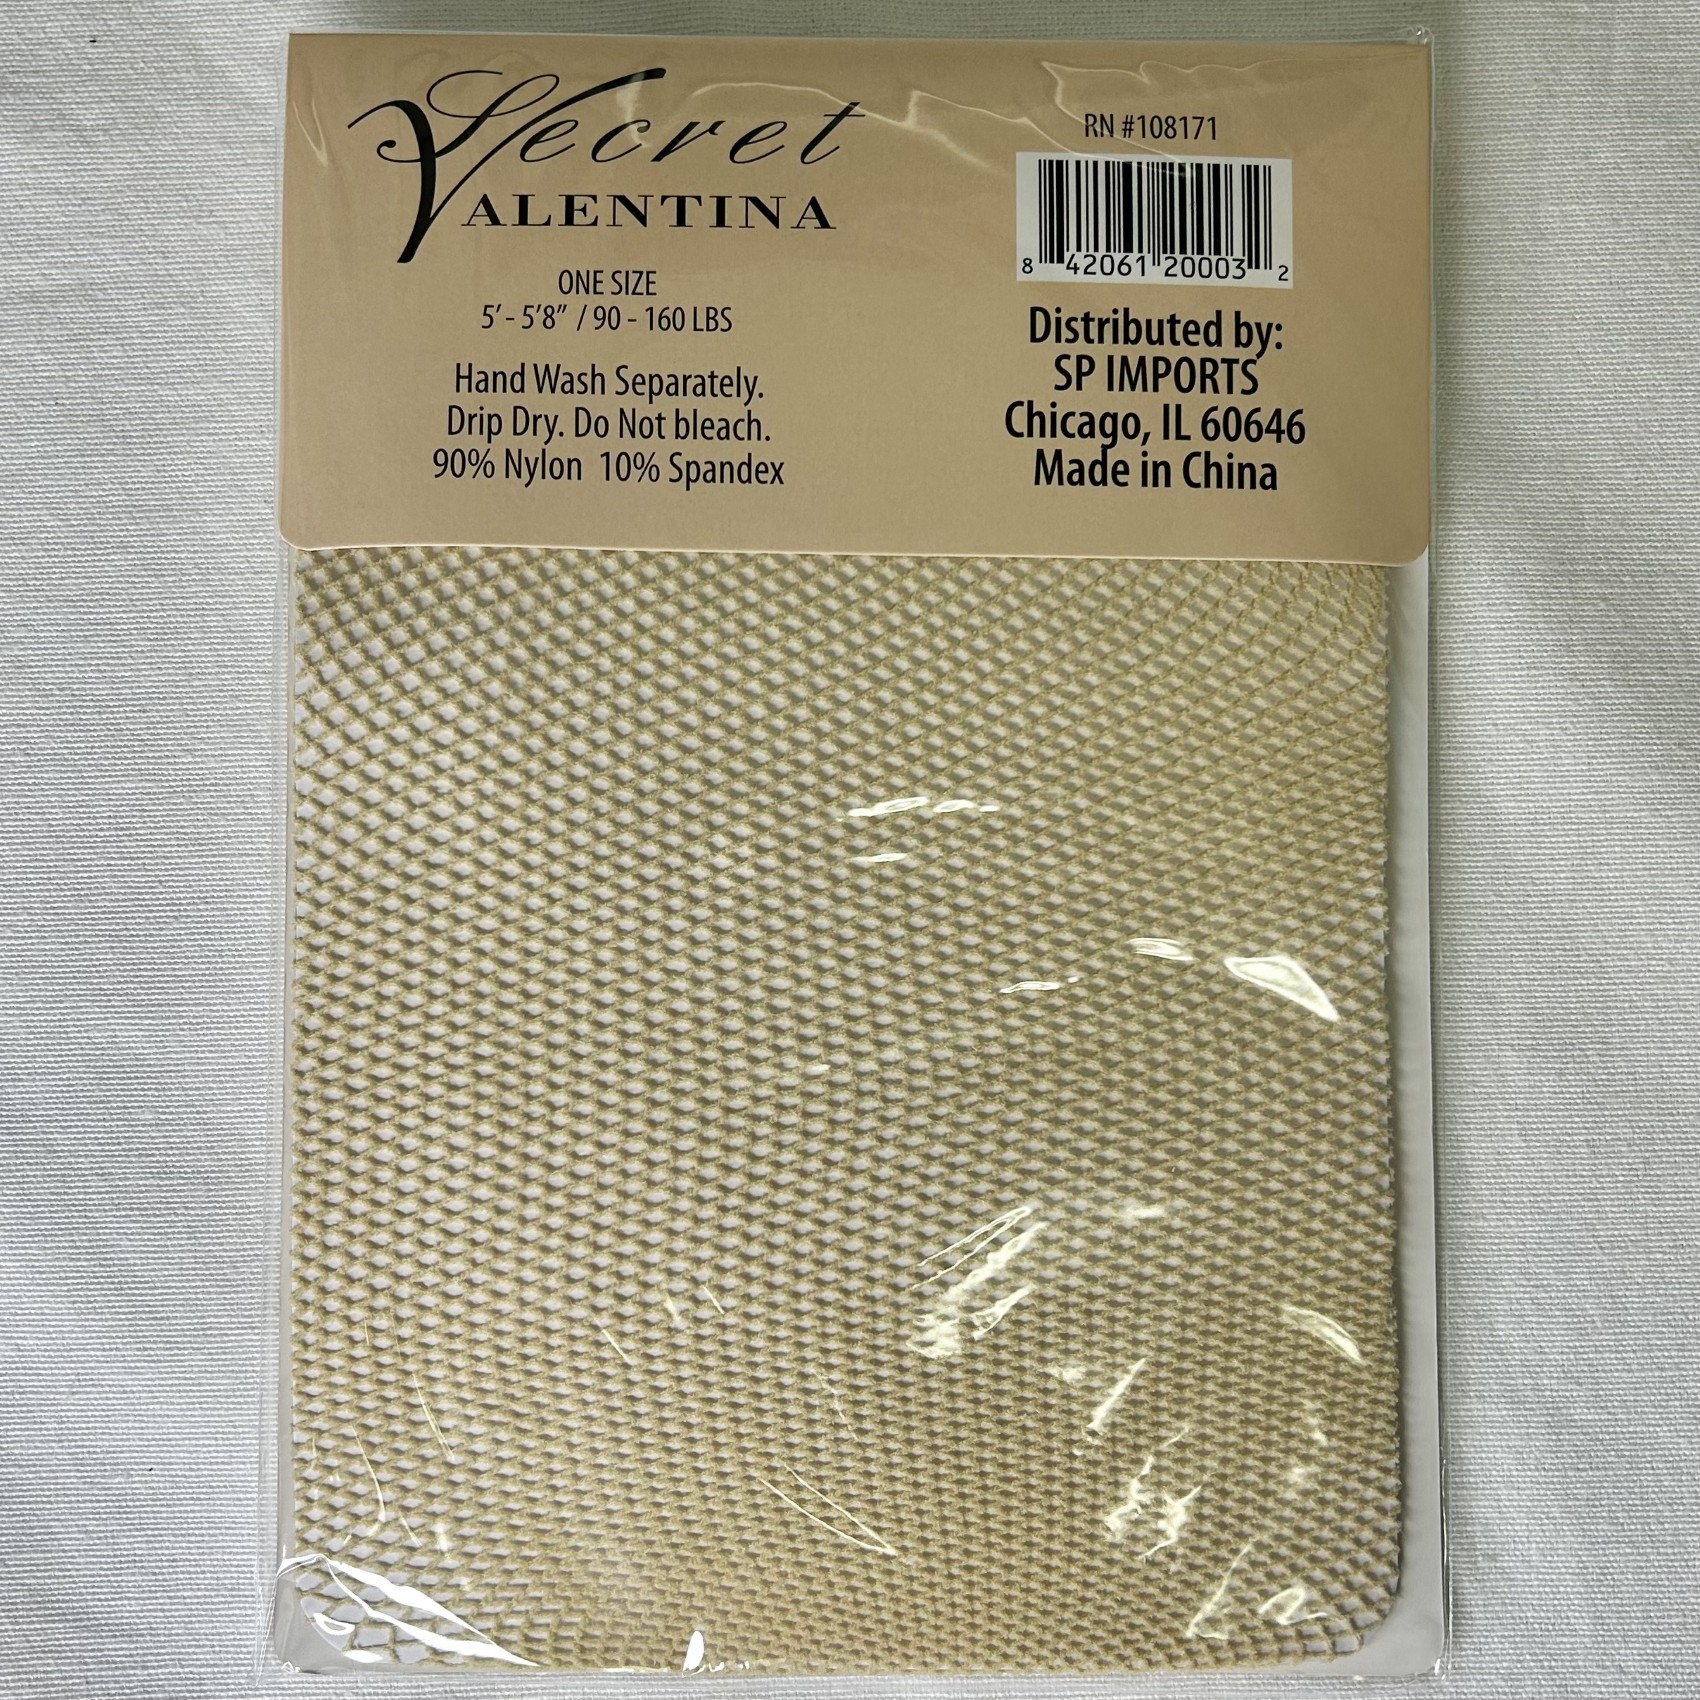 Secret
VALENTINA
ONE SIZE
5' - 5'8" / 90 - 160 LBS
Hand Wash Separately.
Drip Dry. Do Not bleach.
90% Nylon 10% Spandex
RN #108171
8 42061 20003 2
Distributed by:
SP IMPORTS
Chicago, IL 60646
Made in China